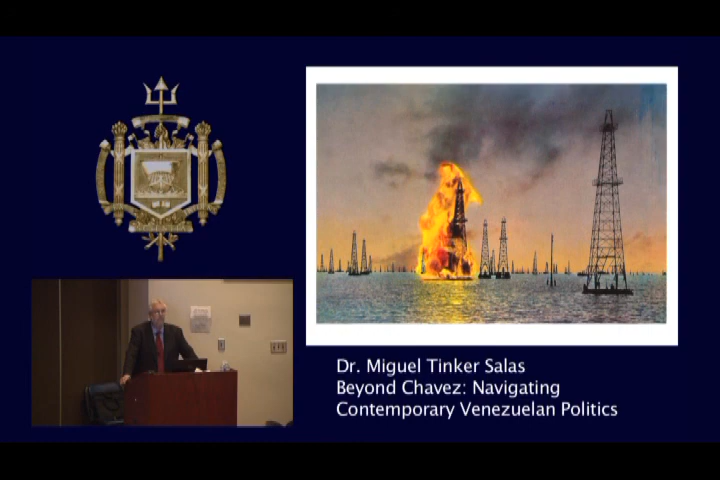 Dr. Miguel Tinker Salas
Beyond Chavez: Navigating
Contemporary Venezuelan Politics